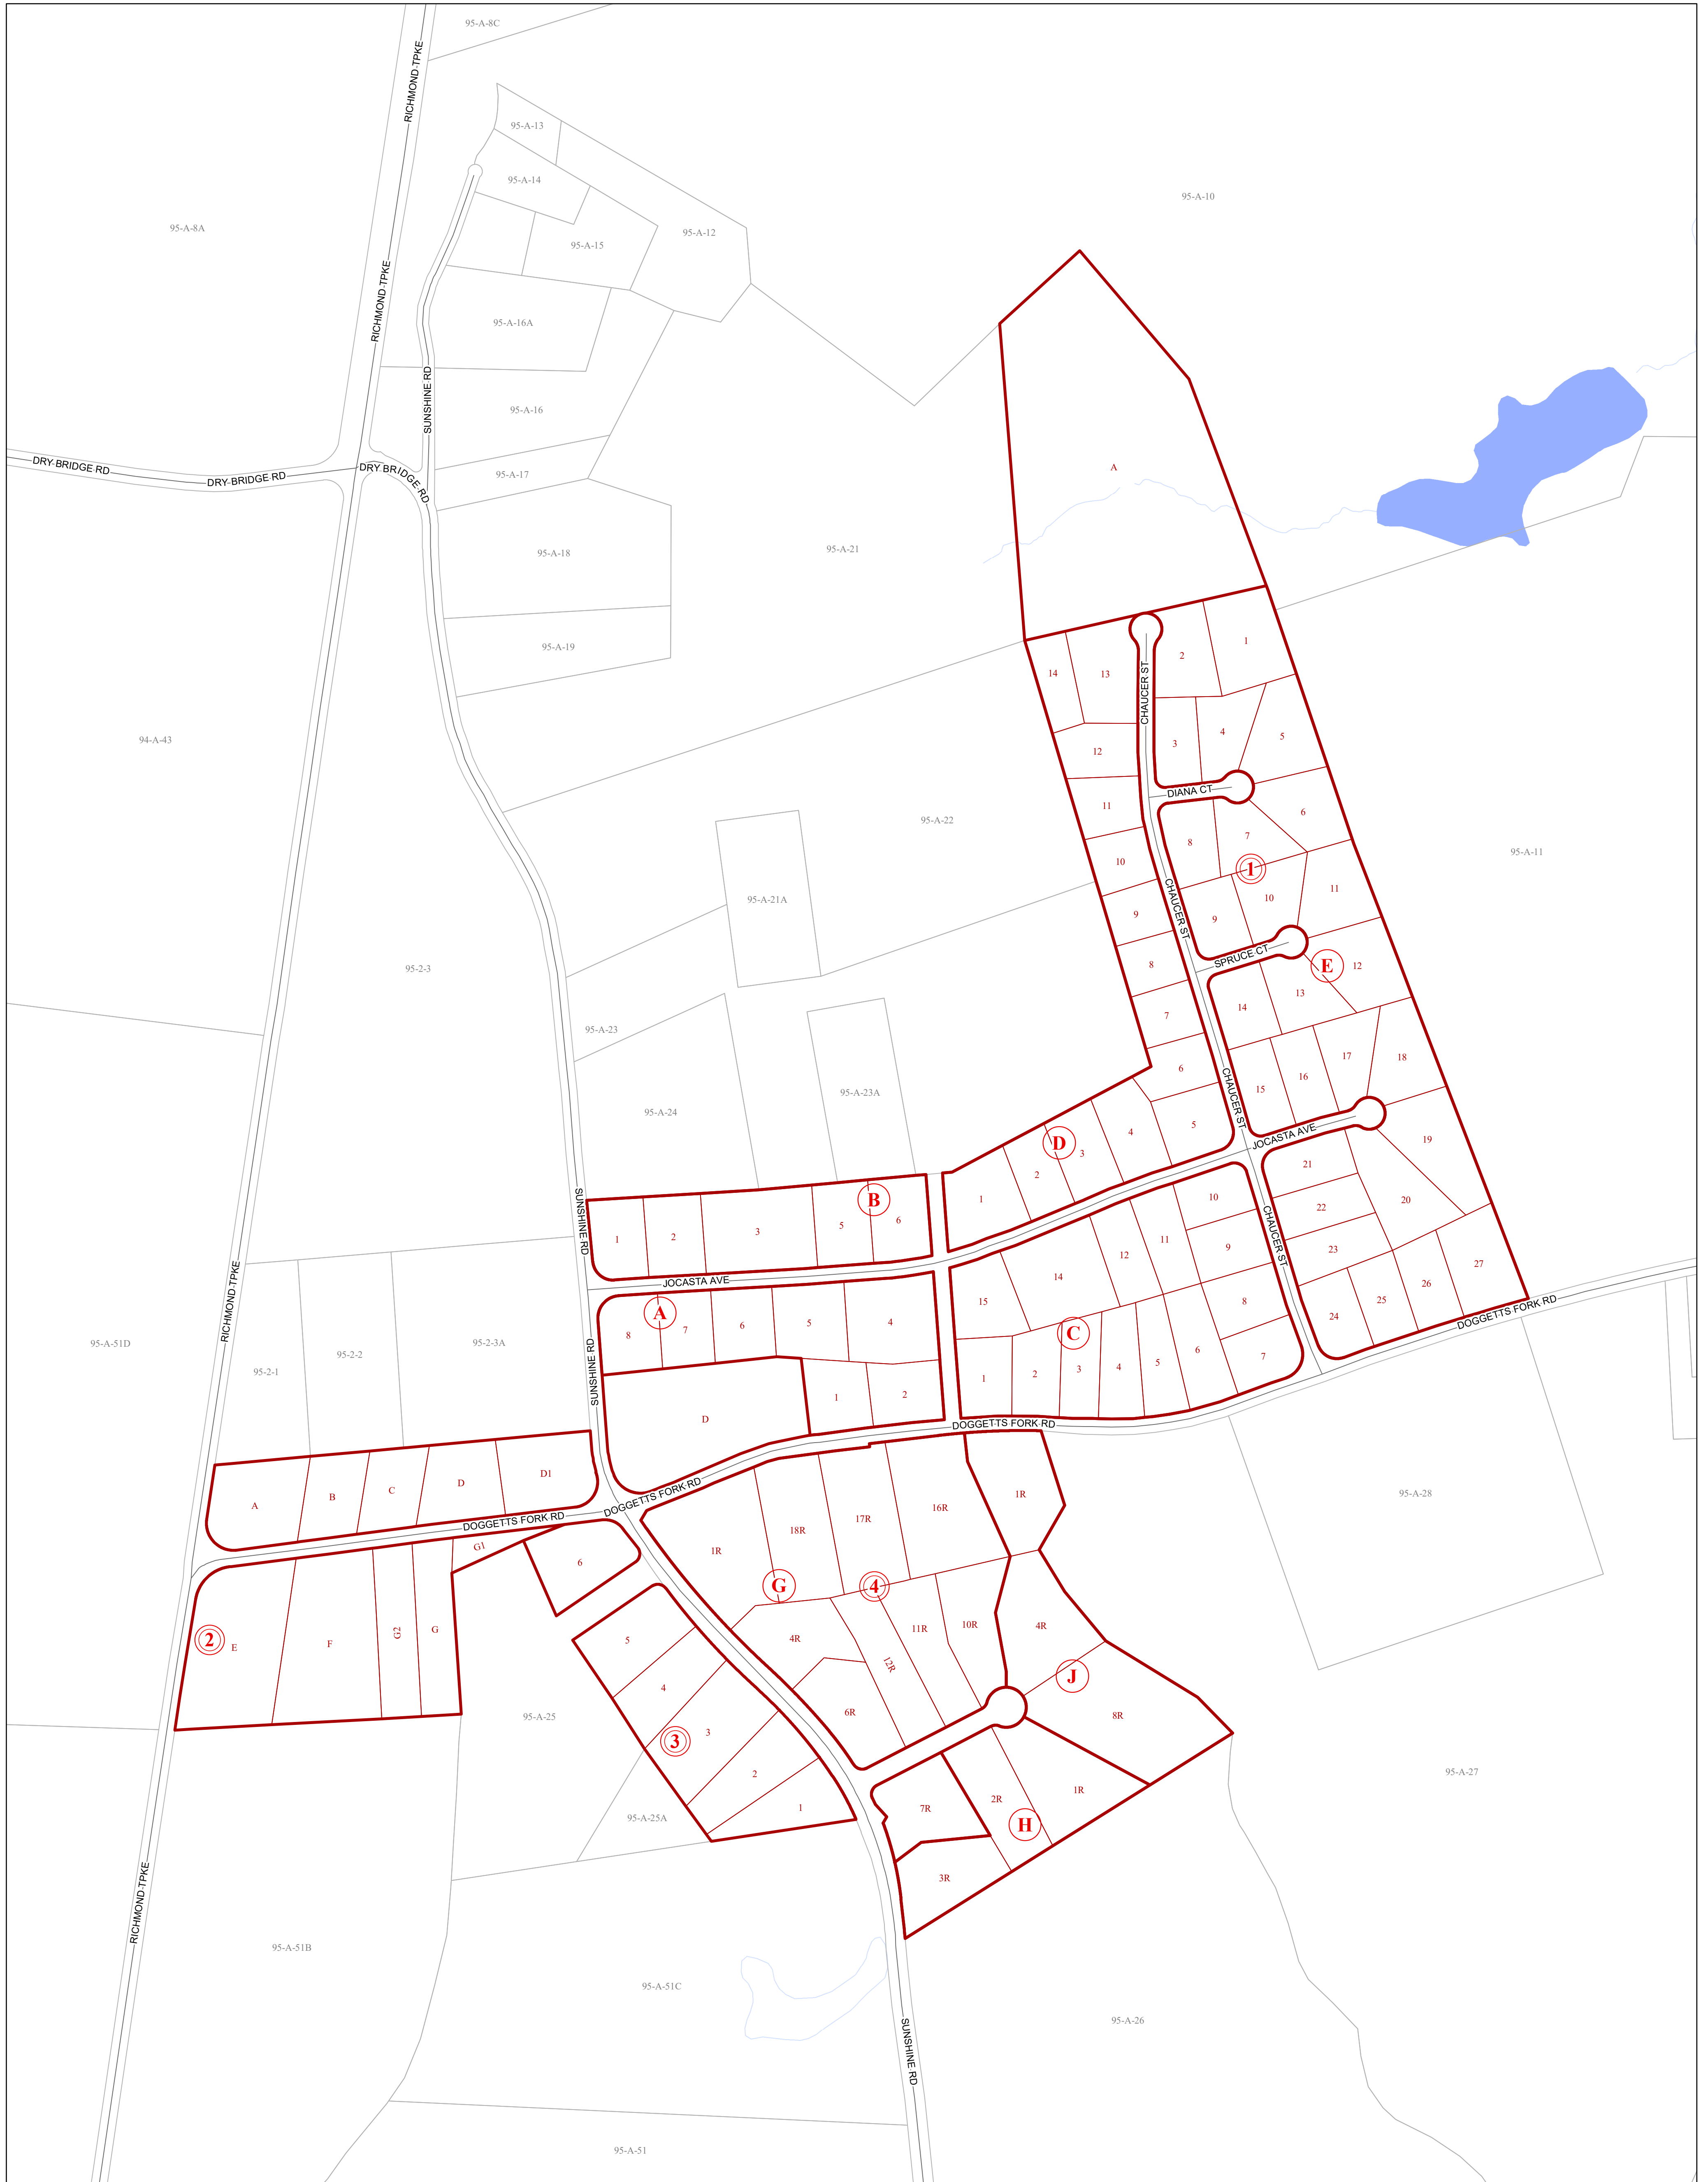 95-A-8C
RICHMOND TPKE
95-A-13
95-A-14
95-A-10
95-A-8A
95-A-12
95-A-15
RICHMOND TPKE
95-A-16A
SUNSHINE RD
95-A-16
DRY BRIDGE RD
DRY BRIDGE RD
DRY BRIDGE RD
95-A-17
A
95-A-18
95-A-21
95-A-19
1
2
14
13
CHAUCER ST
94-A-43
12
3
4
5
DIANA CT
11
6
95-A-22
8
7
95-A-11
10
1
11
95-A-21A
10
9
9
CHAUCER ST
95-2-3
SPRUCE CT
8
E
12
13
14
95-A-23
7
17
18
6
16
15
95-A-23A
CHAUCER ST
95-A-24
5
4
JOCASTA AVE
D
3
19
2
21
1
B
10
20
22
SUNSHINE RD
1
2
3
5
6
11
CHAUCER ST
9
23
12
27
14
JOCASTA AVE
26
15
8
25
RICHMOND TPKE
A
8
7
6
5
4
24
DOGGETTS FORK RD
C
95-A-51D
95-2-1
95-2-2
95-2-3A
SUNSHINE RD
1
2
3
4
5
6
7
D
1
2
DOGGETTS FORK RD
A
B
C
D
D1
DOGGETTS FORK RD
95-A-28
1R
16R
17R
18R
DOGGETTS FORK RD
G1
1R
6
G
4
2
E
F
G2
G
5
4R
12R
11R
10R
4R
4
J
95-A-25
3
3
6R
8R
2
95-A-27
95-A-25A
1
7R
2R
1R
H
3R
RICHMOND TPKE
95-A-51B
95-A-51C
95-A-26
SUNSHINE RD
95-A-51